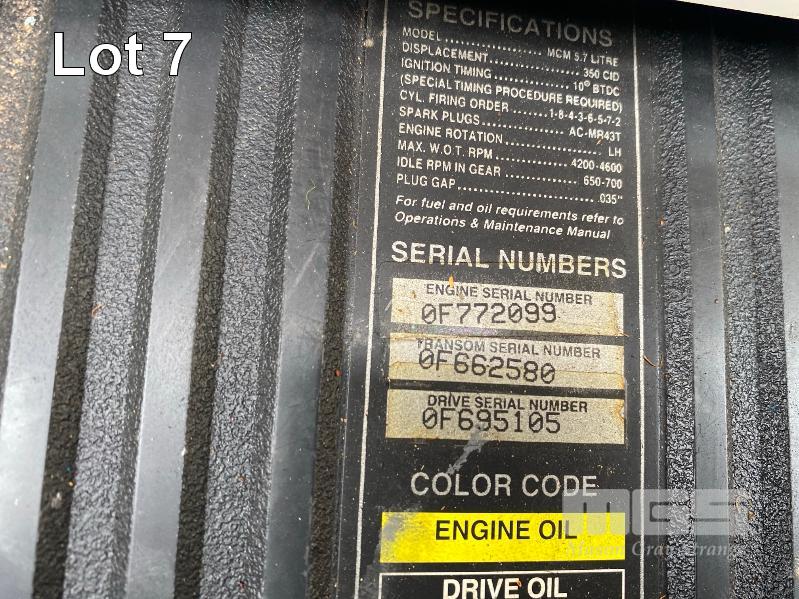 Lot 7
SPECIFICATIONS
MODEL .................... MCM 5.7 LITRE
DISPLACEMENT .................... 350 CID
IGNITION TIMING .................... 10° BTDC
(SPECIAL TIMING PROCEDURE REQUIRED)
CYL. FIRING ORDER .......... 1-8-4-3-6-5-7-2
SPARK PLUGS .................... AC-MR43T
ENGINE ROTATION .................... LH
MAX. W.O.T. RPM .................... 4200-4600
IDLE RPM IN GEAR .................... 650-700
PLUG GAP .................... .035"
For fuel and oil requirements refer to
Operations & Maintenance Manual
SERIAL NUMBERS
ENGINE SERIAL NUMBER
0F772099
TRANSOM SERIAL NUMBER
0F662580
DRIVE SERIAL NUMBER
0F695105
COLOR CODE
MGS
Mason Gray Strange
ENGINE OIL
DRIVE OIL